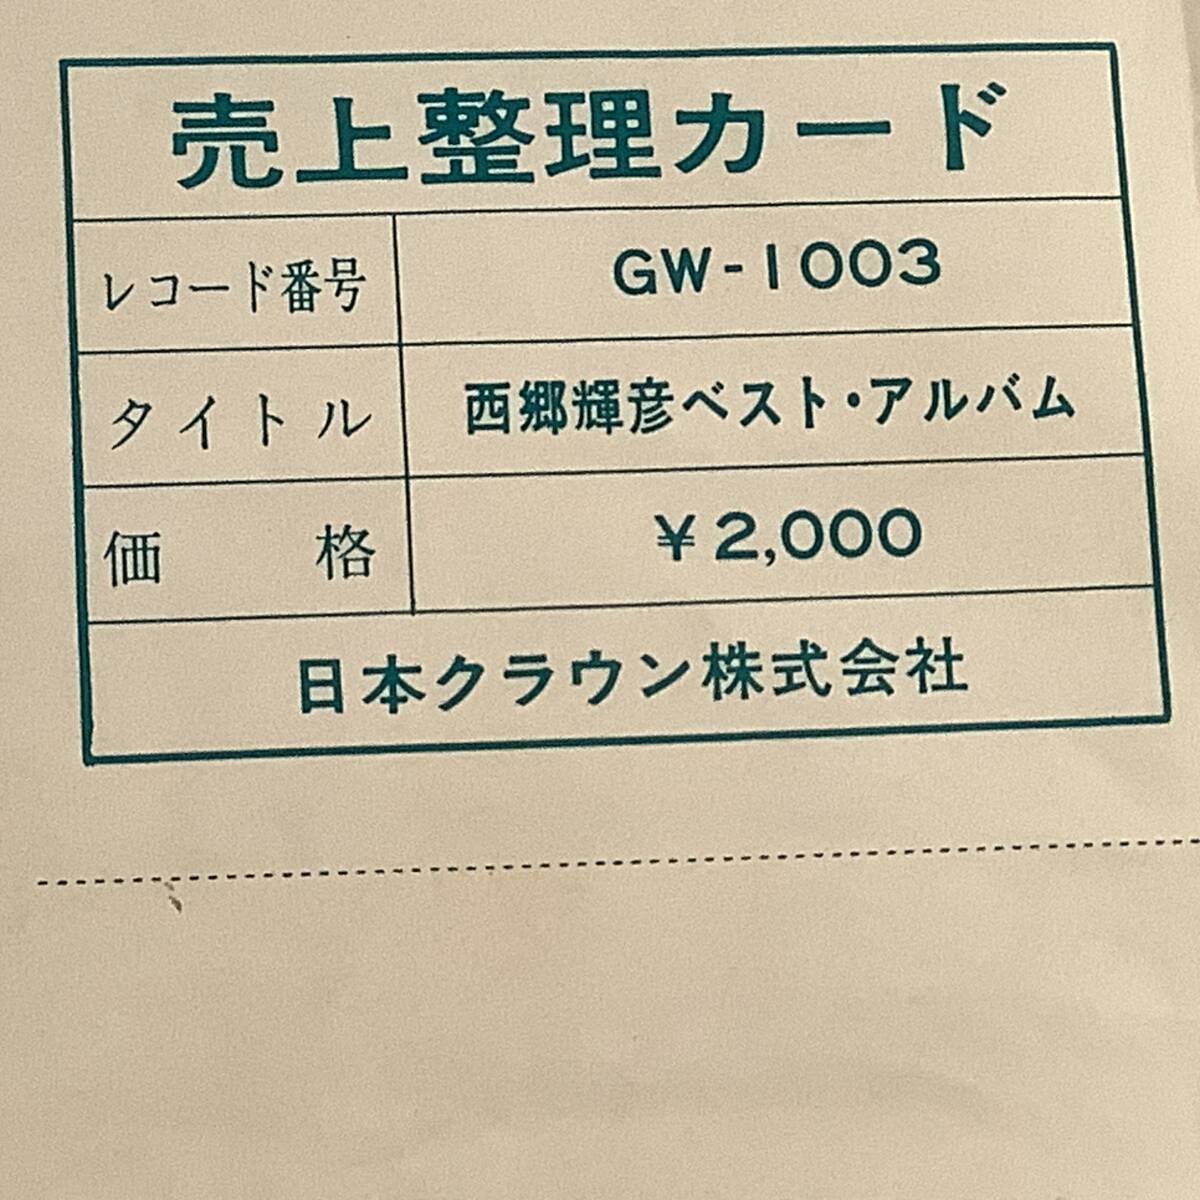 売上整理カード
レコード番号 GW-1003
タイトル 西郷輝彦ベスト・アルバム
価格 ¥2,000
日本クラウン株式会社